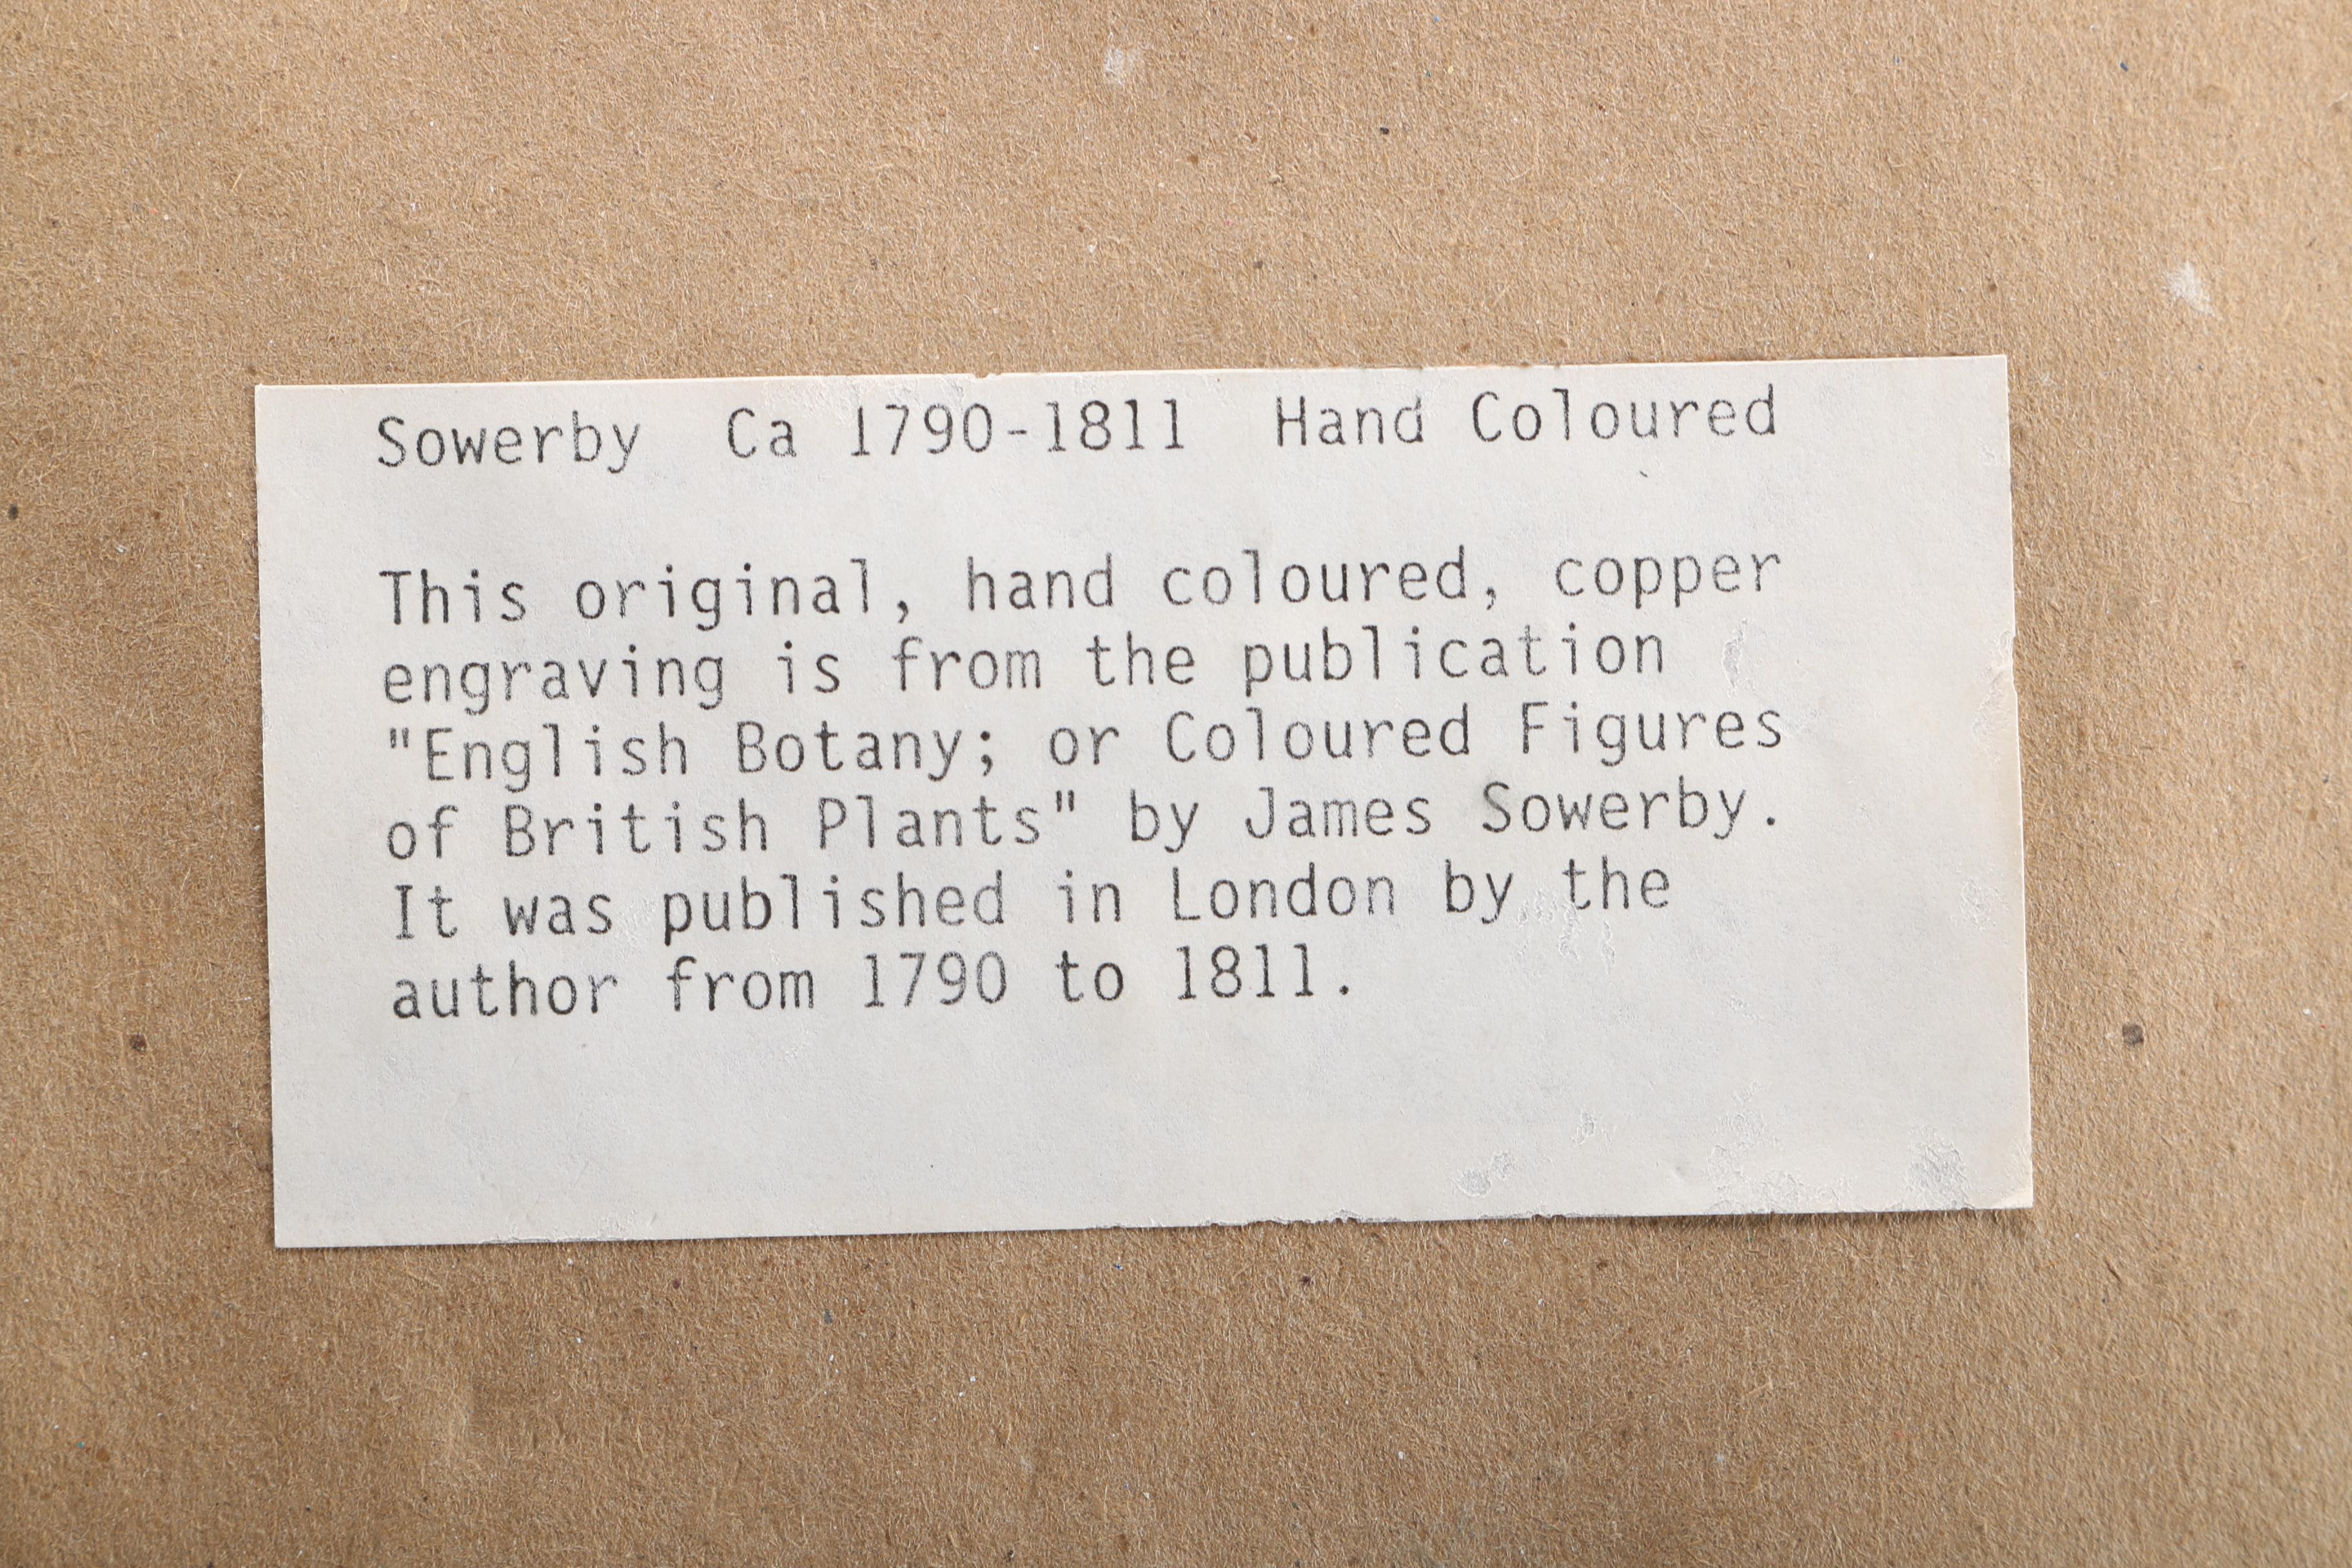 Sowerby Ca 1790-1811 Hand Coloured
This original, hand coloured, copper
engraving is from the publication
"English Botany; or Coloured Figures
of British Plants" by James Sowerby.
It was published in London by the
author from 1790 to 1811.